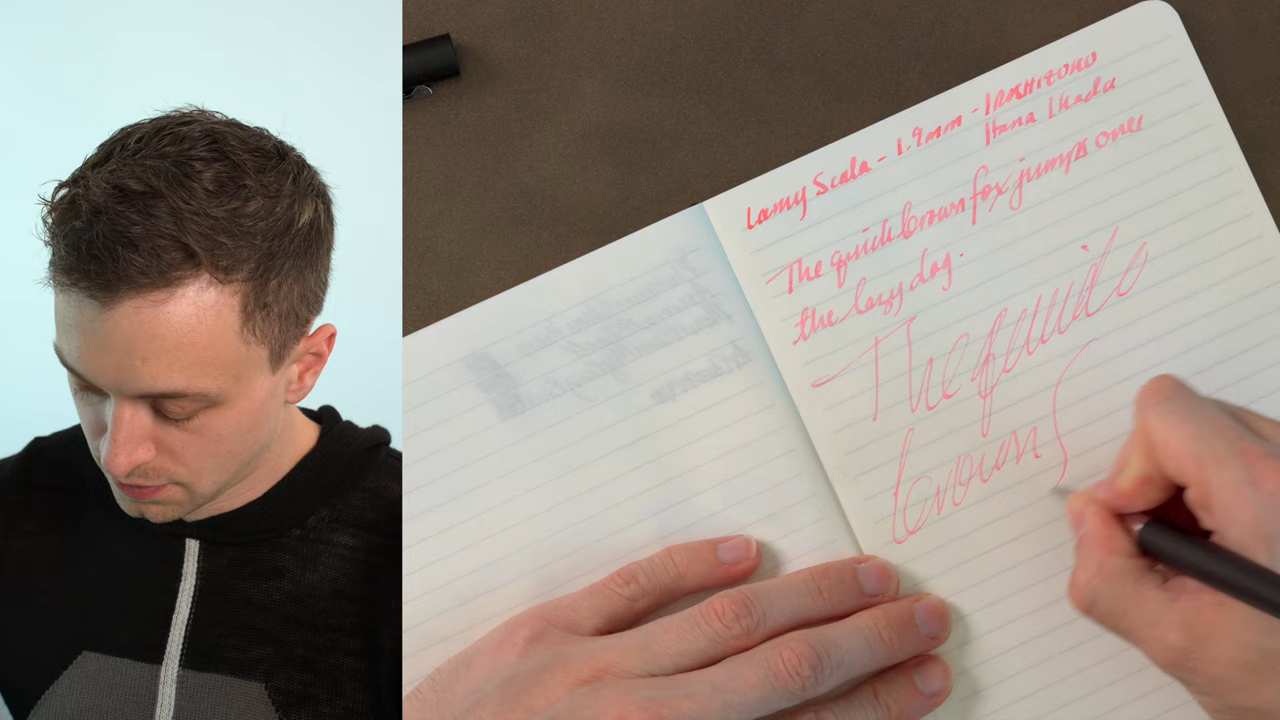 Lamy Scala - 1.9mm - IROSHIZUKU
Hana Ikada
The quick brown fox jumps over
the lazy dog.
The quick
brown f